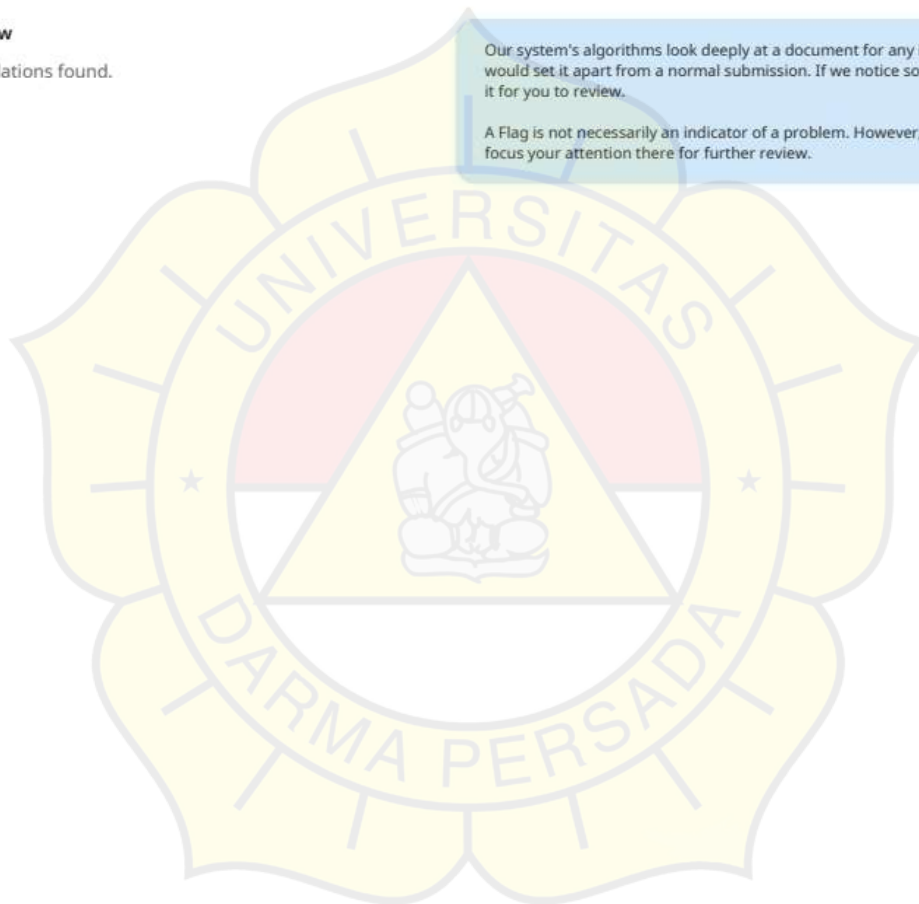 w
lations found.
Our system's algorithms look deeply at a document for any
would set it apart from a normal submission. If we notice so
it for you to review.
A Flag is not necessarily an indicator of a problem. However,
focus your attention there for further review.
UNIVERSITAS
DARMA PERSADA